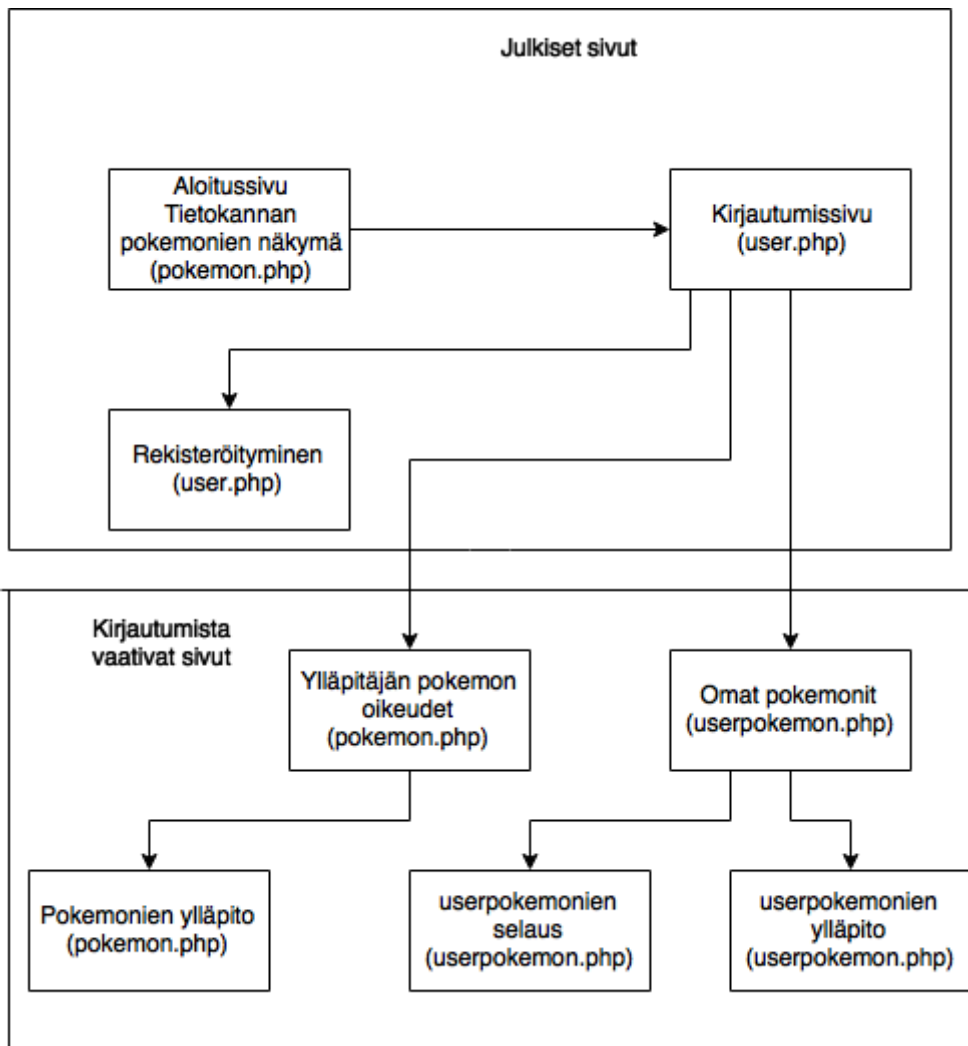 Julkiset sivut
Aloitussivu
Tietokannan
pokemonien näkymä
(pokemon.php)
Kirjautumissivu
(user.php)
Rekisteröityminen
(user.php)
Kirjautumista
vaativat sivut
Ylläpitäjän pokemon
oikeudet
(pokemon.php)
Omat pokemonit
(userpokemon.php)
Pokemonien ylläpito
(pokemon.php)
userpokemonien
selaus
(userpokemon.php)
userpokemonien
ylläpito
(userpokemon.php)